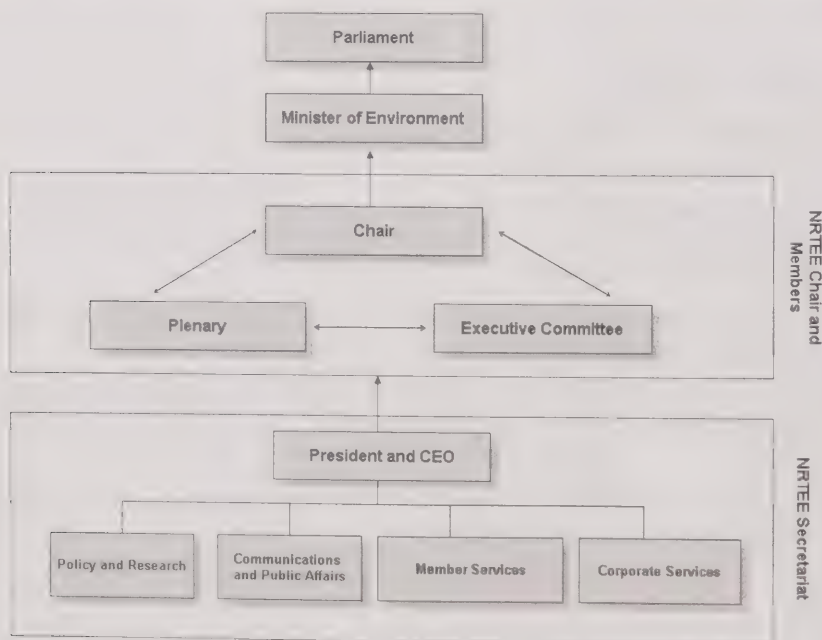 Parliament
Minister of Environment
Chair
Plenary
Executive Committee
NRTEE Chair and
Members
President and CEO
Policy and Research
Communications
and Public Affairs
Member Services
Corporate Services
NRTEE Secretariat